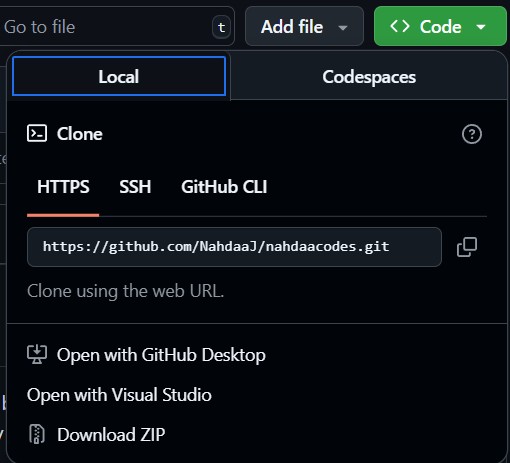 Go to file t Add file Code
Local Codespaces
Clone
HTTPS SSH GitHub CLI
https://github.com/NahdaaJ/nahdaacodes.git
Clone using the web URL.
Open with GitHub Desktop
Open with Visual Studio
Download ZIP